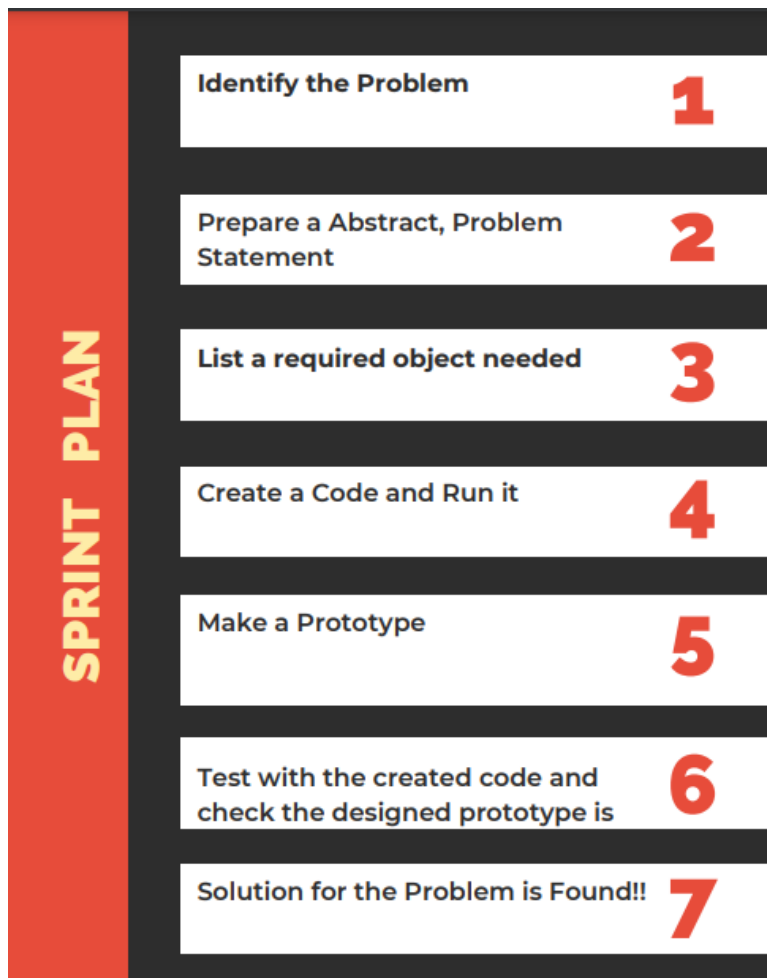 SPRINT PLAN
Identify the Problem
1
Prepare a Abstract, Problem
Statement
2
List a required object needed
3
Create a Code and Run it
4
Make a Prototype
5
Test with the created code and
check the designed prototype is
6
Solution for the Problem is Found!!
7